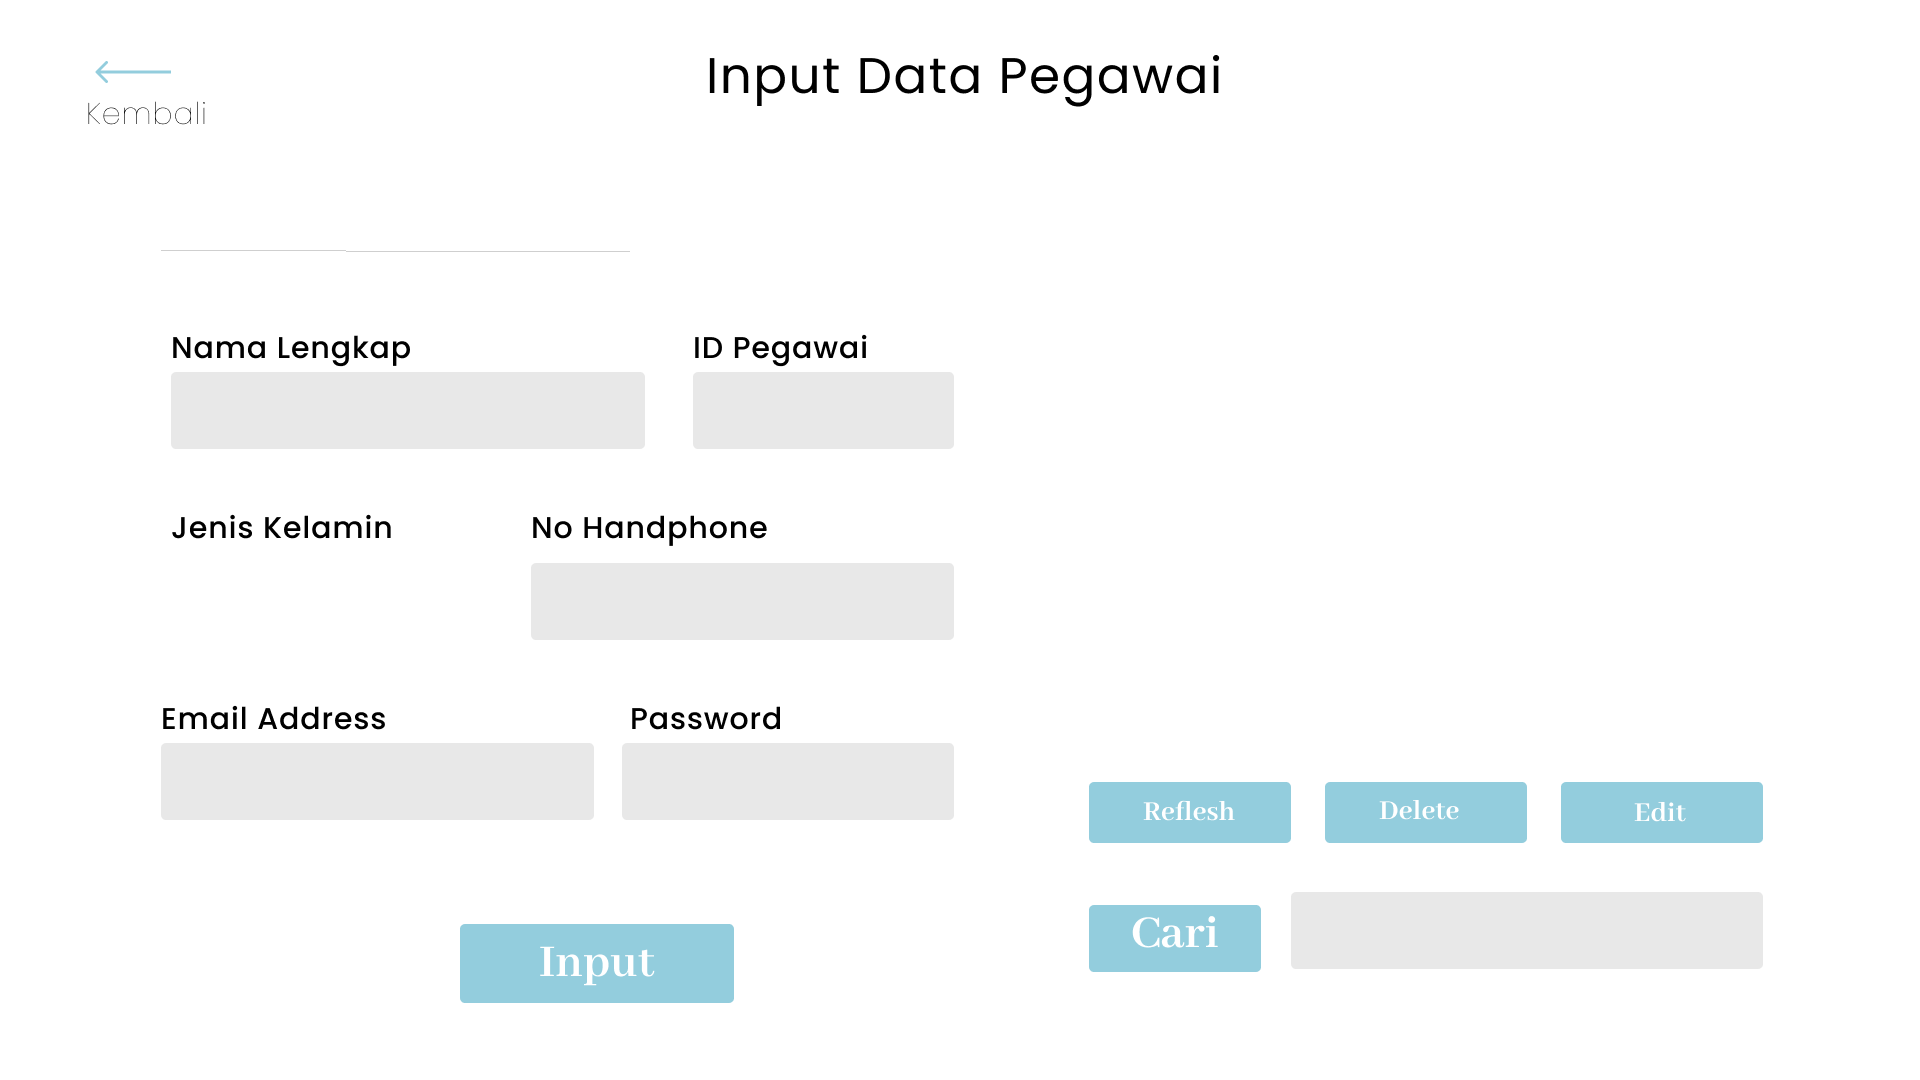 Input Data Pegawai
Kembali
Nama Lengkap
ID Pegawai
Jenis Kelamin
No Handphone
Email Address
Password
Reflesh
Delete
Edit
Cari
Input